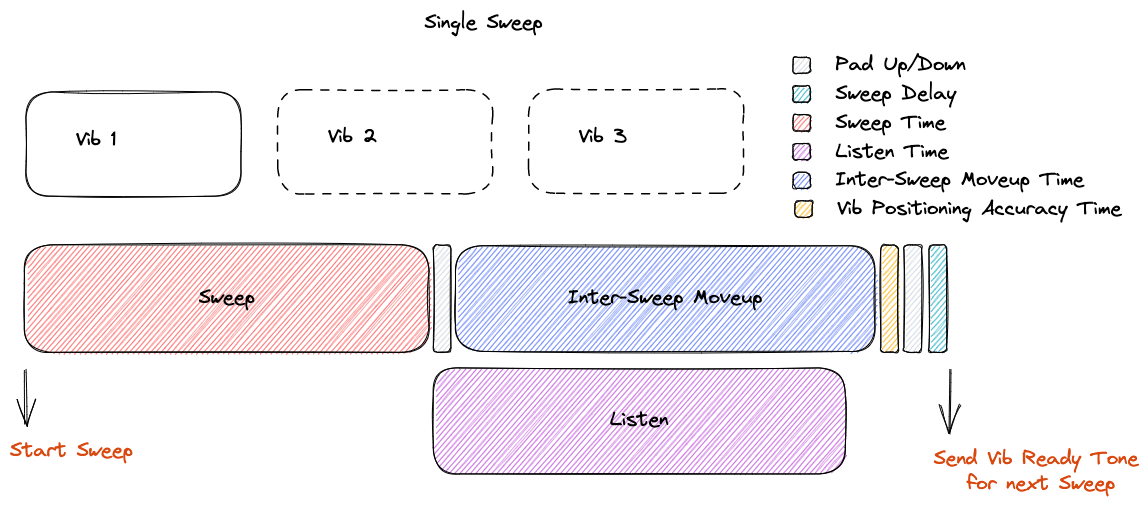 Single Sweep
Pad Up/Down
Sweep Delay
Sweep Time
Listen Time
Inter-Sweep Moveup Time
Vib Positioning Accuracy Time
Vib 1
Vib 2
Vib 3
Sweep
Inter-Sweep Moveup
Listen
Start Sweep
Send Vib Ready Tone
for next Sweep